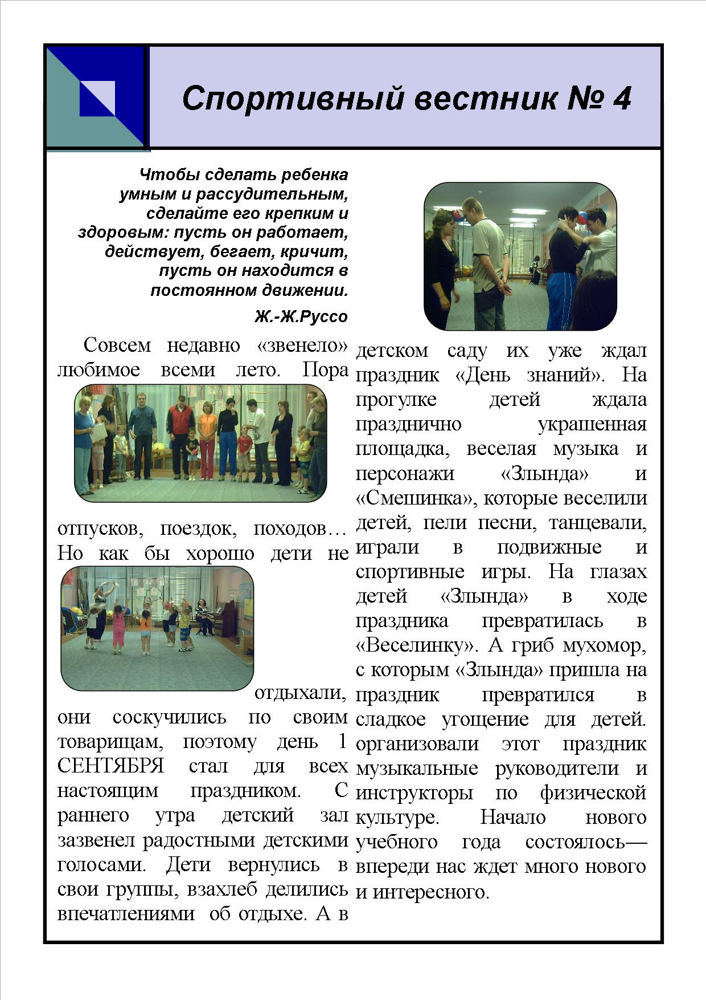 Спортивный вестник № 4
Чтобы сделать ребенка
умным и рассудительным,
сделайте его крепким и
здоровым: пусть он работает,
действует, бегает, кричит,
пусть он находится в
постоянном движении.
Ж.-Ж.Руссо
Совсем недавно «звенело»
любимое всеми лето. Пора
отпусков, поездок, походов…
Но как бы хорошо дети не
отдыхали,
они соскучились по своим
товарищам, поэтому день 1
СЕНТЯБРЯ стал для всех
настоящим праздником. С
раннего утра детский зал
зазвенел радостными детскими
голосами. Дети вернулись в
свои группы, взахлеб делились
впечатлениями об отдыхе. А в
детском саду их уже ждал
праздник «День знаний». На
прогулке детей ждала
празднично украшенная
площадка, веселая музыка и
персонажи «Злында» и
«Смешинка», которые веселили
детей, пели песни, танцевали,
играли в подвижные и
спортивные игры. На глазах
детей «Злында» в ходе
праздника превратилась в
«Веселинку». А гриб мухомор,
с которым «Злында» пришла на
праздник превратился в
сладкое угощение для детей.
организовали этот праздник
музыкальные руководители и
инструкторы по физической
культуре. Начало нового
учебного года состоялось—
впереди нас ждет много нового
и интересного.